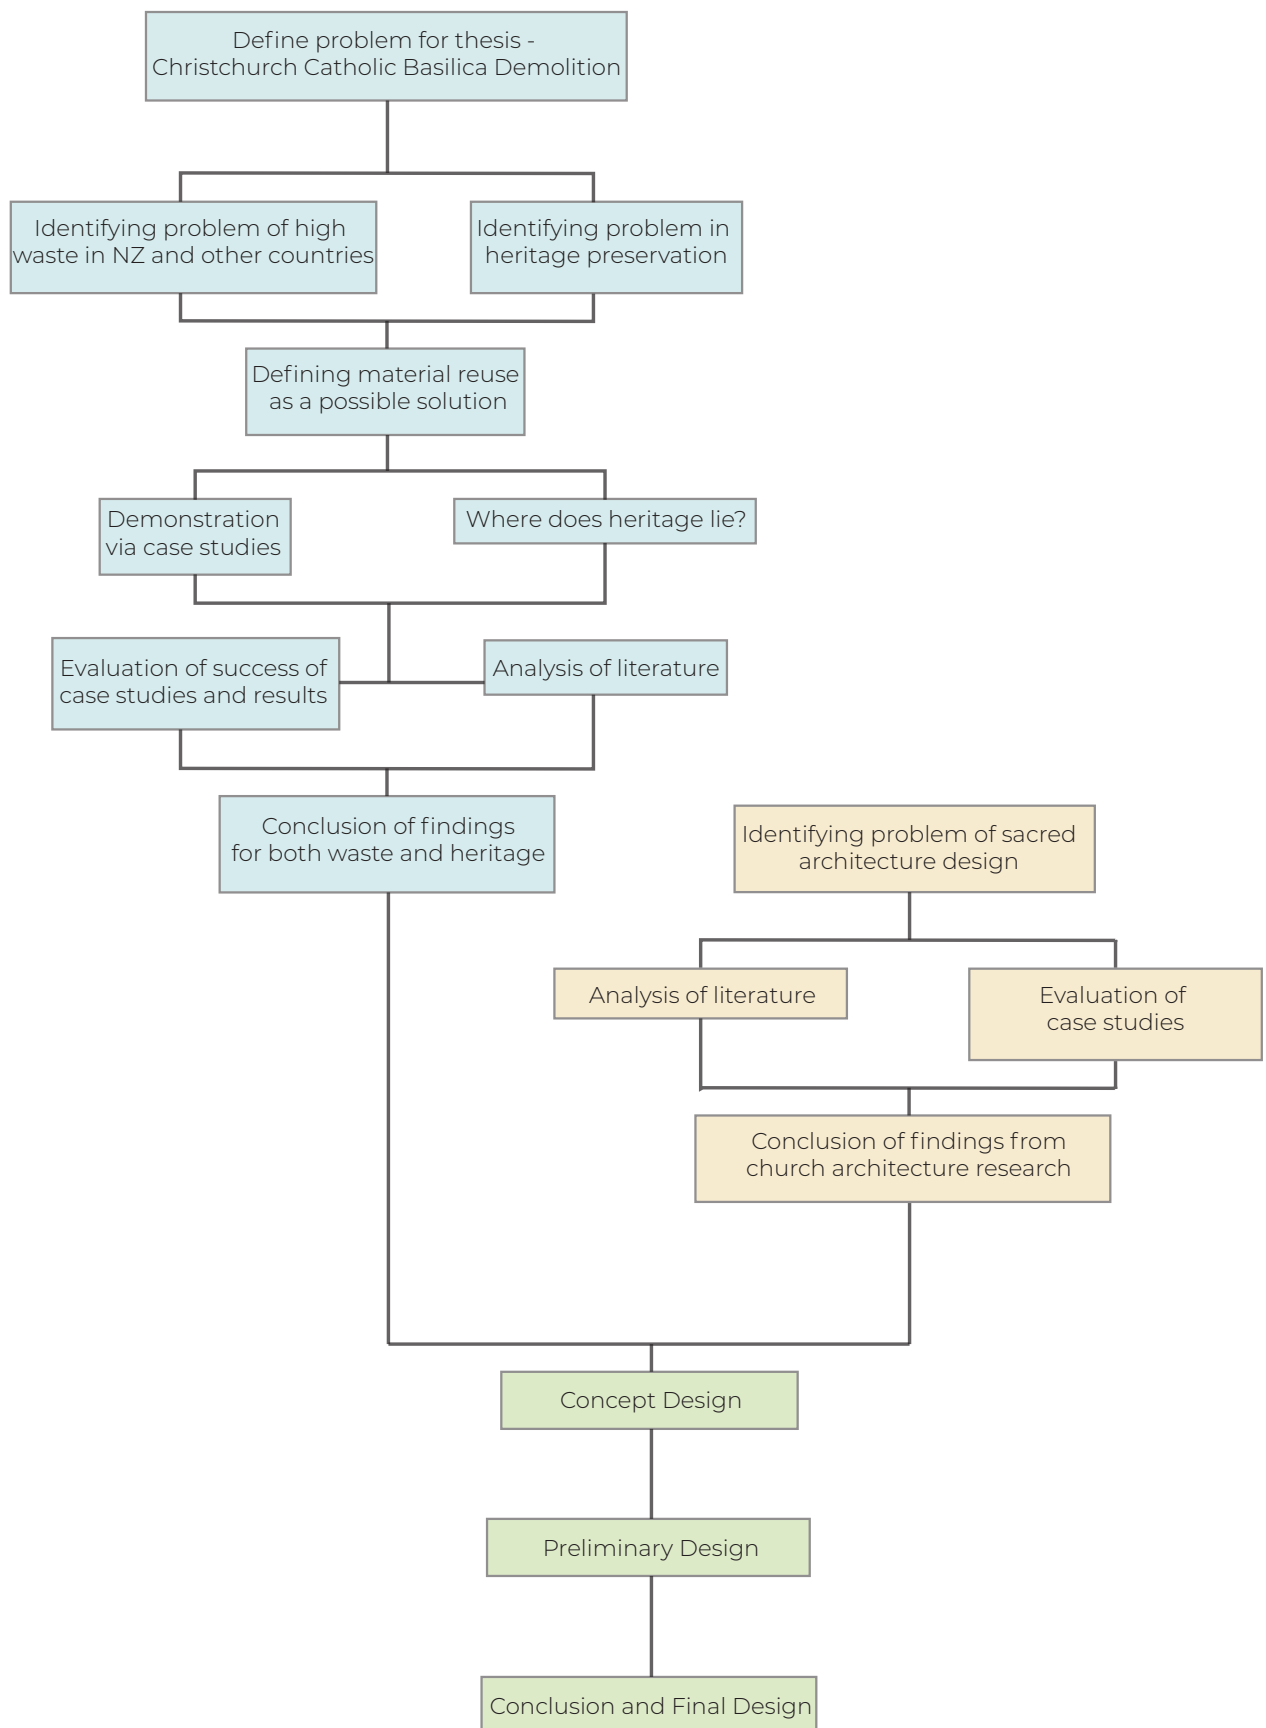 Define problem for thesis -
Christchurch Catholic Basilica Demolition
Identifying problem of high
waste in NZ and other countries
Identifying problem in
heritage preservation
Defining material reuse
as a possible solution
Demonstration
via case studies
Where does heritage lie?
Evaluation of success of
case studies and results
Analysis of literature
Conclusion of findings
for both waste and heritage
Identifying problem of sacred
architecture design
Analysis of literature
Evaluation of
case studies
Conclusion of findings from
church architecture research
Concept Design
Preliminary Design
Conclusion and Final Design